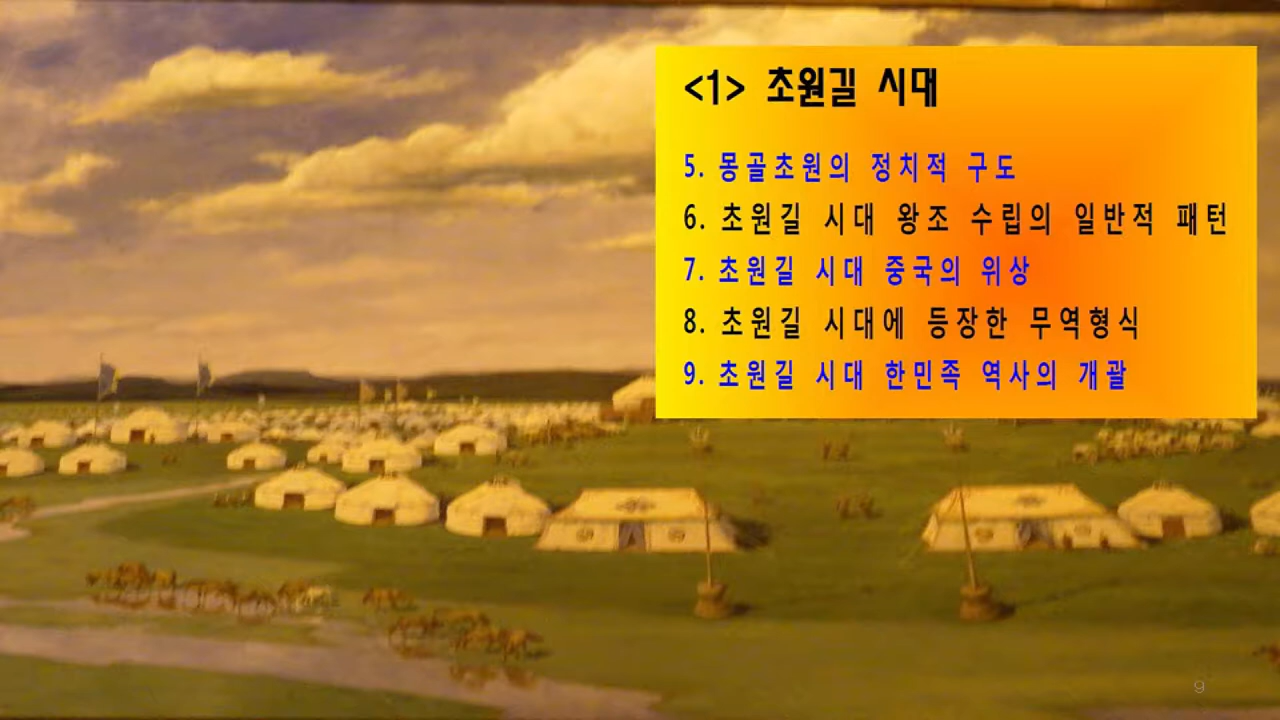 <1> 초원길 시대
5. 몽골초원의 정치적 구도
6. 초원길 시대 왕조 수립의 일반적 패턴
7. 초원길 시대 중국의 위상
8. 초원길 시대에 등장한 무역형식
9. 초원길 시대 한민족 역사의 개괄
9